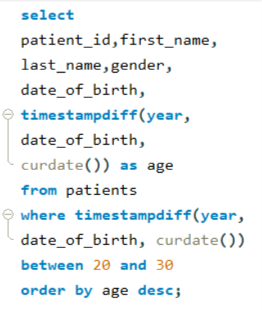 select
patient_id,first_name,
last_name,gender,
date_of_birth,
timestampdiff(year,
date_of_birth,
curdate()) as age
from patients
where timestampdiff(year,
date_of_birth, curdate())
between 20 and 30
order by age desc;